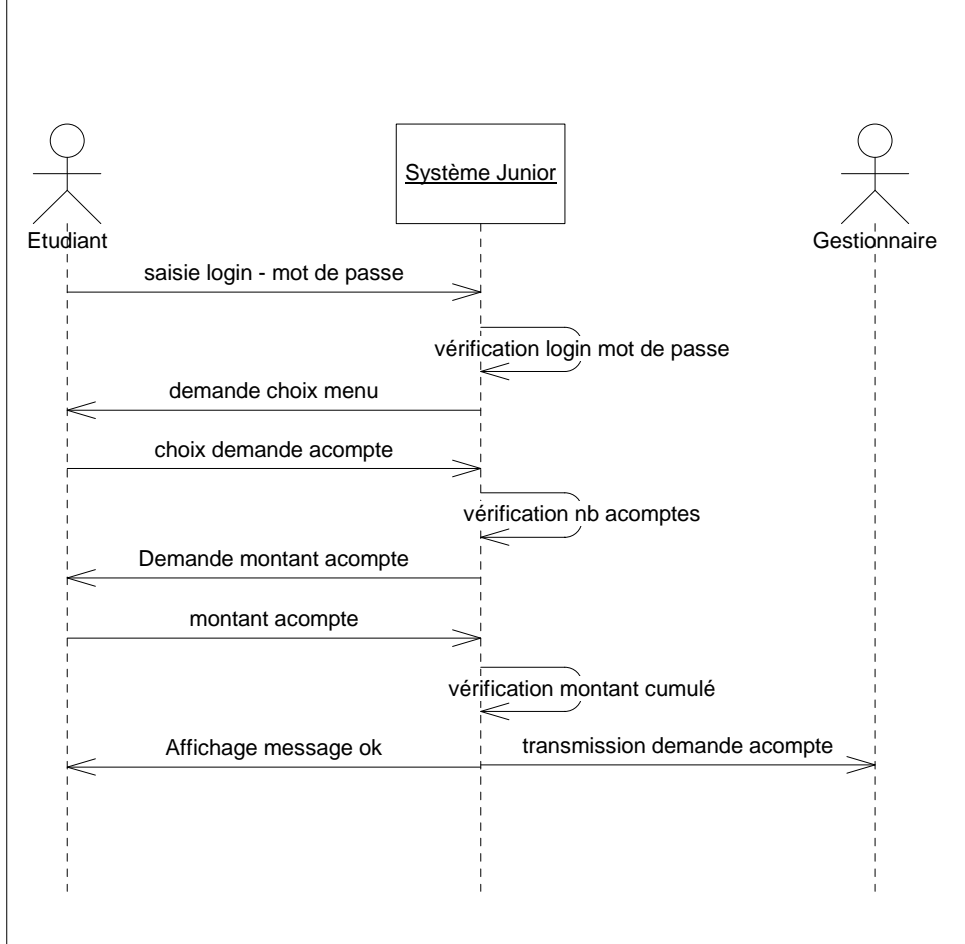 Système Junior
Etudiant
Gestionnaire
saisie login - mot de passe
vérification login mot de passe
demande choix menu
choix demande acompte
vérification nb acomptes
Demande montant acompte
montant acompte
vérification montant cumulé
Affichage message ok
transmission demande acompte